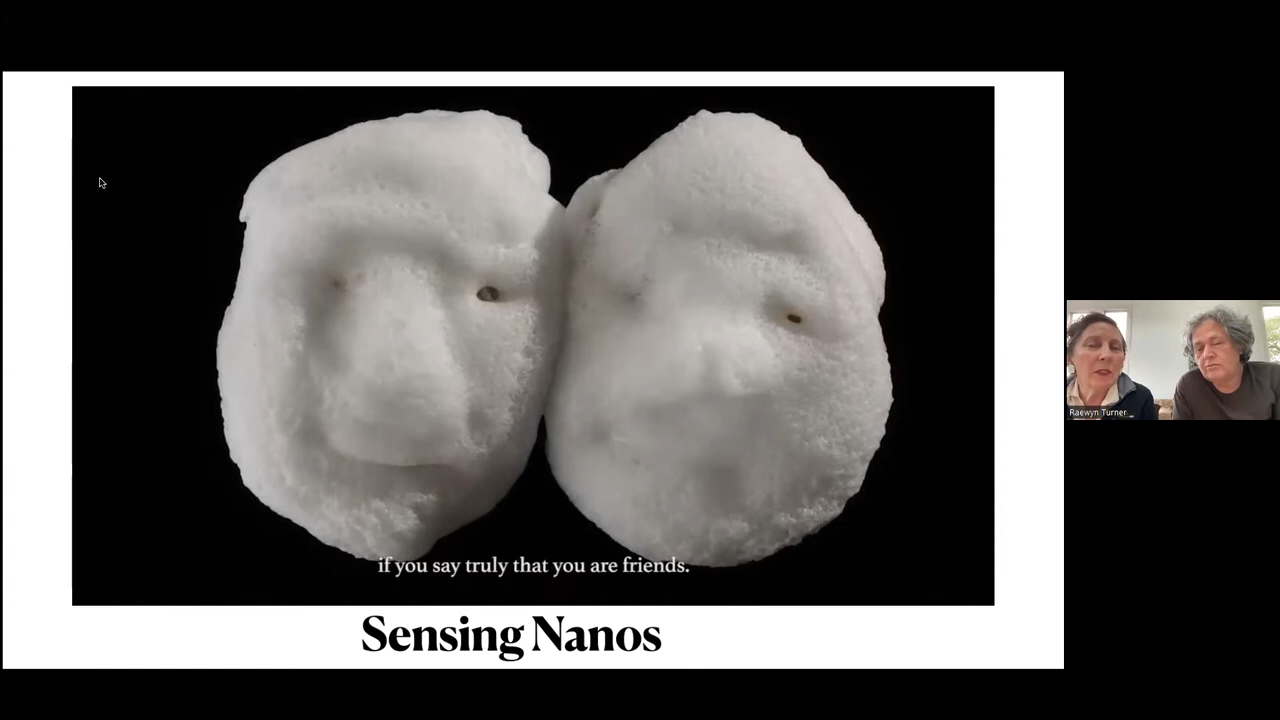 if you say truly that you are friends.
Sensing Nanos
Raewyn Turner